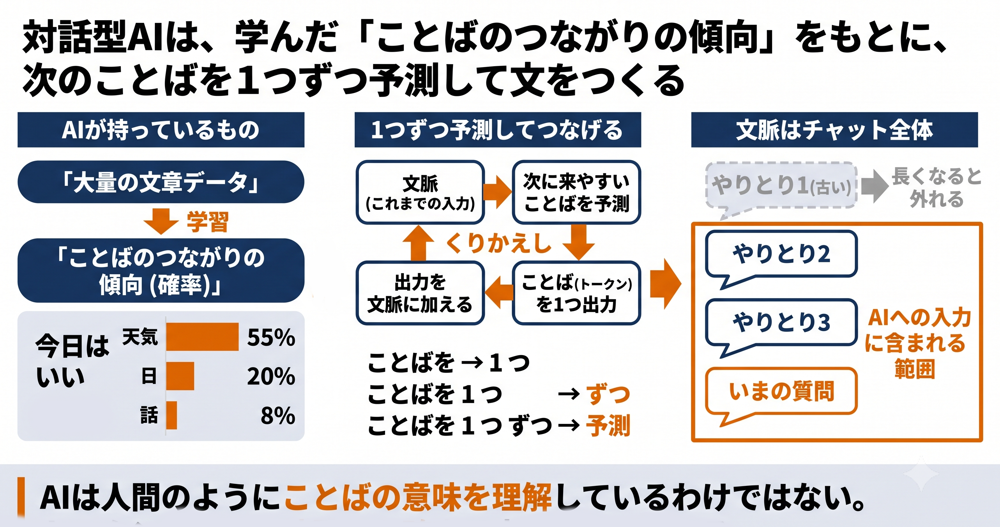 対話型AIは、学んだ「ことばのつながりの傾向」をもとに、
次のことばを1つずつ予測して文をつくる
AIが持っているもの
「大量の文章データ」
学習
「ことばのつながりの
傾向 (確率)」
今日は
いい
天気 55%
日 20%
話 8%
1つずつ予測してつなげる
文脈
(これまでの入力)
次に来やすい
ことばを予測
くりかえし
ことば(トークン)
を1つ出力
出力を
文脈に加える
ことばを → 1 つ
ことばを 1 つ → ずつ
ことばを 1 つ ずつ → 予測
文脈はチャット全体
やりとり1(古い)
長くなると
外れる
やりとり2
やりとり3
いまの質問
AIへの入力
に含まれる
範囲
AIは人間のようにことばの意味を理解しているわけではない。